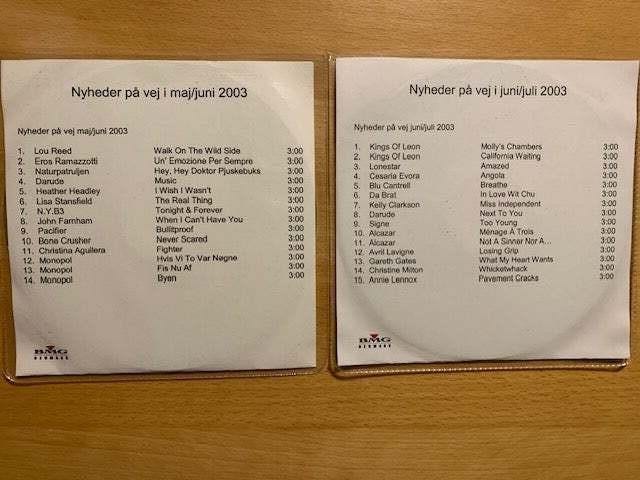 Nyheder på vej i maj/juni 2003
Nyheder på vej maj/juni 2003
1. Lou Reed Walk On The Wild Side 3:00
2. Eros Ramazzotti Un' Emozione Per Sempre 3:00
3. Naturpatruljen Hey, Hey Doktor Pjuskebuks 3:00
4. Darude Music 3:00
5. Heather Headley I Wish I Wasn't 3:00
6. Lisa Stansfield The Real Thing 3:00
7. N.Y.B3 Tonight & Forever 3:00
8. John Farnham When I Can't Have You 3:00
9. Pacifier Bullitproof 3:00
10. Bone Crusher Never Scared 3:00
11. Christina Aguilera Fighter 3:00
12. Monopol Hvis Vi To Var Nøgne 3:00
13. Monopol Fis Nu Af 3:00
14. Monopol Byen 3:00
BMG
DENMARK
Nyheder på vej i juni/juli 2003
Nyheder på vej juni/juli 2003
1. Kings Of Leon Molly's Chambers 3:00
2. Kings Of Leon California Waiting 3:00
3. Lonestar Amazed 3:00
4. Cesaria Evora Angola 3:00
5. Blu Cantrell Breathe 3:00
6. Da Brat In Love Wit Chu 3:00
7. Kelly Clarkson Miss Independent 3:00
8. Darude Next To You 3:00
9. Signe Too Young 3:00
10. Alcazar Ménage À Trois 3:00
11. Alcazar Not A Sinner Nor A... 3:00
12. Avril Lavigne Losing Grip 3:00
13. Gareth Gates What My Heart Wants 3:00
14. Christine Milton Whicketwhack 3:00
15. Annie Lennox Pavement Cracks 3:00
BMG
DENMARK